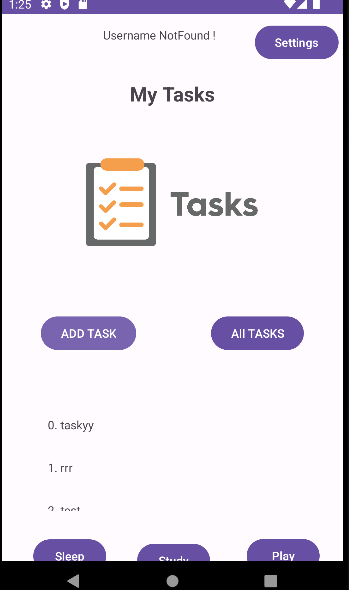 1:25
Username NotFound !
Settings
My Tasks
Tasks
ADD TASK
All TASKS
0. taskyy
1. rrr
2. test
Sleep
Study
Play